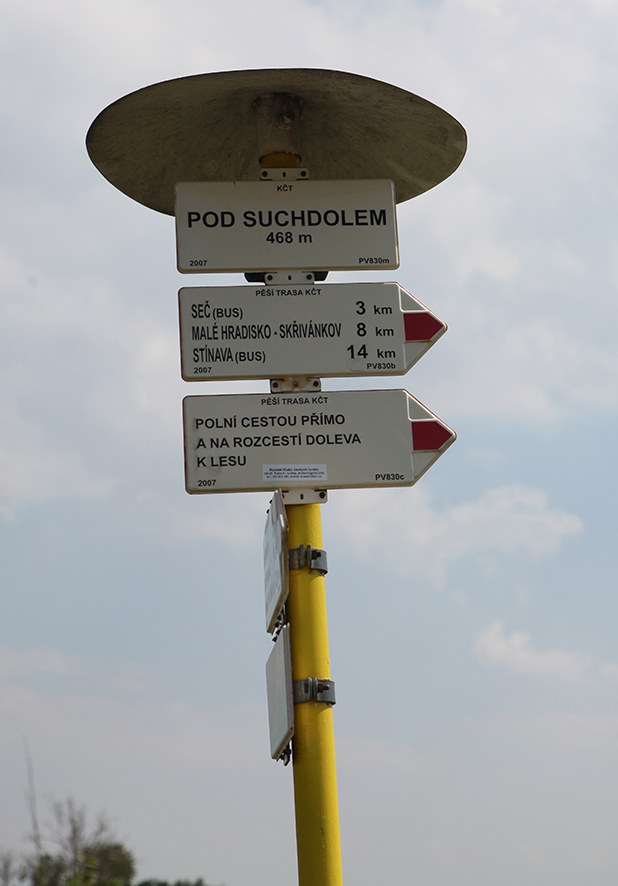 KČT
POD SUCHDOLEM
468 m
2007 PV830m
PĚŠÍ TRASA KČT
SEČ (BUS) 3 km
MALÉ HRADISKO - SKŘIVÁNKOV 8 km
STÍNAVA (BUS) 14 km
2007 PV830b
PĚŠÍ TRASA KČT
POLNÍ CESTOU PŘÍMO
A NA ROZCESTÍ DOLEVA
K LESU
2007 PV830c